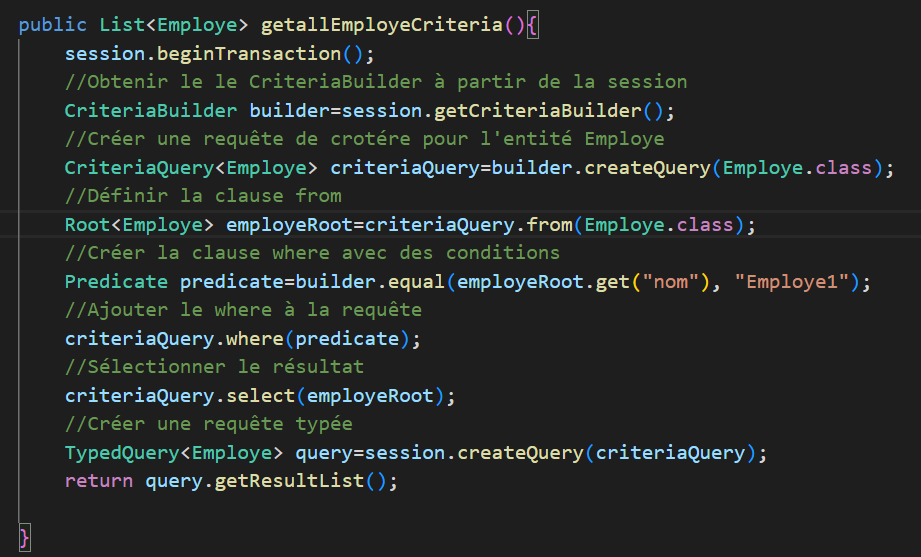 public List<Employe> getallEmployeCriteria(){
session.beginTransaction();
//Obtenir le le CriteriaBuilder à partir de la session
CriteriaBuilder builder=session.getCriteriaBuilder();
//Créer une requête de crotére pour l'entité Employe
CriteriaQuery<Employe> criteriaQuery=builder.createQuery(Employe.class);
//Définir la clause from
Root<Employe> employeRoot=criteriaQuery.from(Employe.class);
//Créer la clause where avec des conditions
Predicate predicate=builder.equal(employeRoot.get("nom"), "Employe1");
//Ajouter le where à la requête
criteriaQuery.where(predicate);
//Sélectionner le résultat
criteriaQuery.select(employeRoot);
//Créer une requête typée
TypedQuery<Employe> query=session.createQuery(criteriaQuery);
return query.getResultList();
}